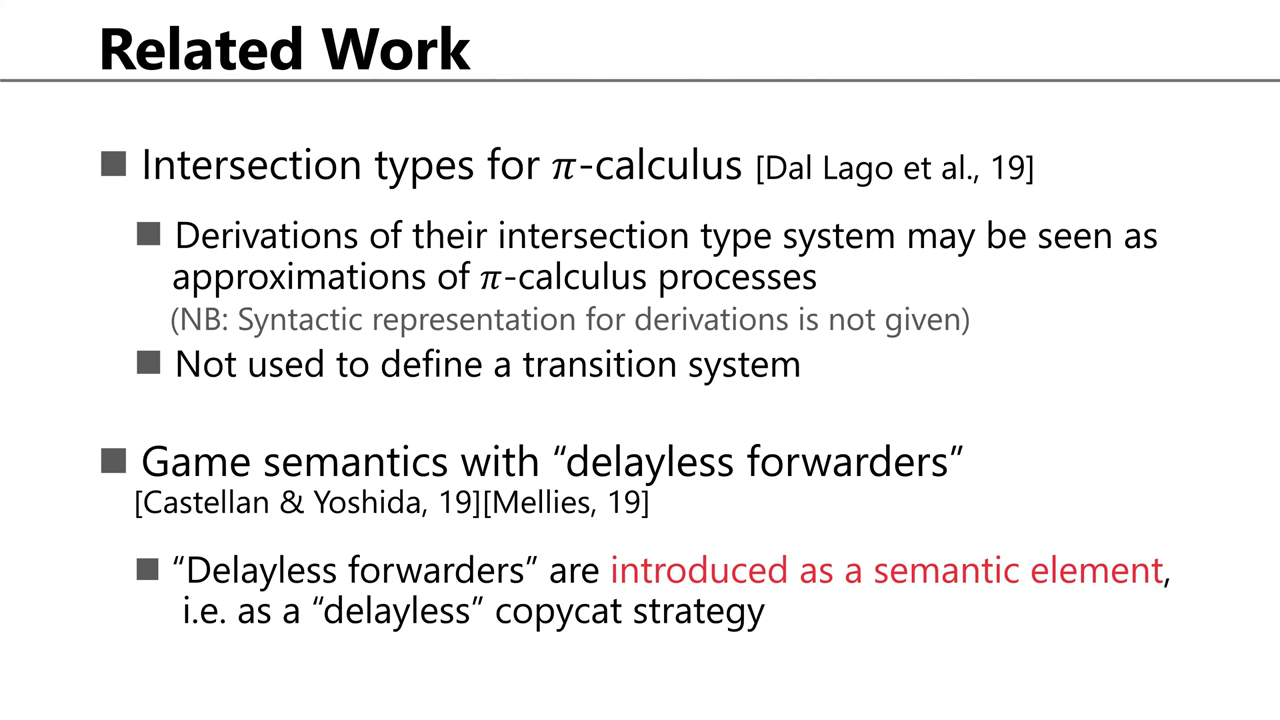 Related Work
Intersection types for π-calculus [Dal Lago et al., 19]
Derivations of their intersection type system may be seen as
approximations of π-calculus processes
(NB: Syntactic representation for derivations is not given)
Not used to define a transition system
Game semantics with “delayless forwarders”
[Castellan & Yoshida, 19][Mellies, 19]
“Delayless forwarders” are introduced as a semantic element,
i.e. as a “delayless” copycat strategy